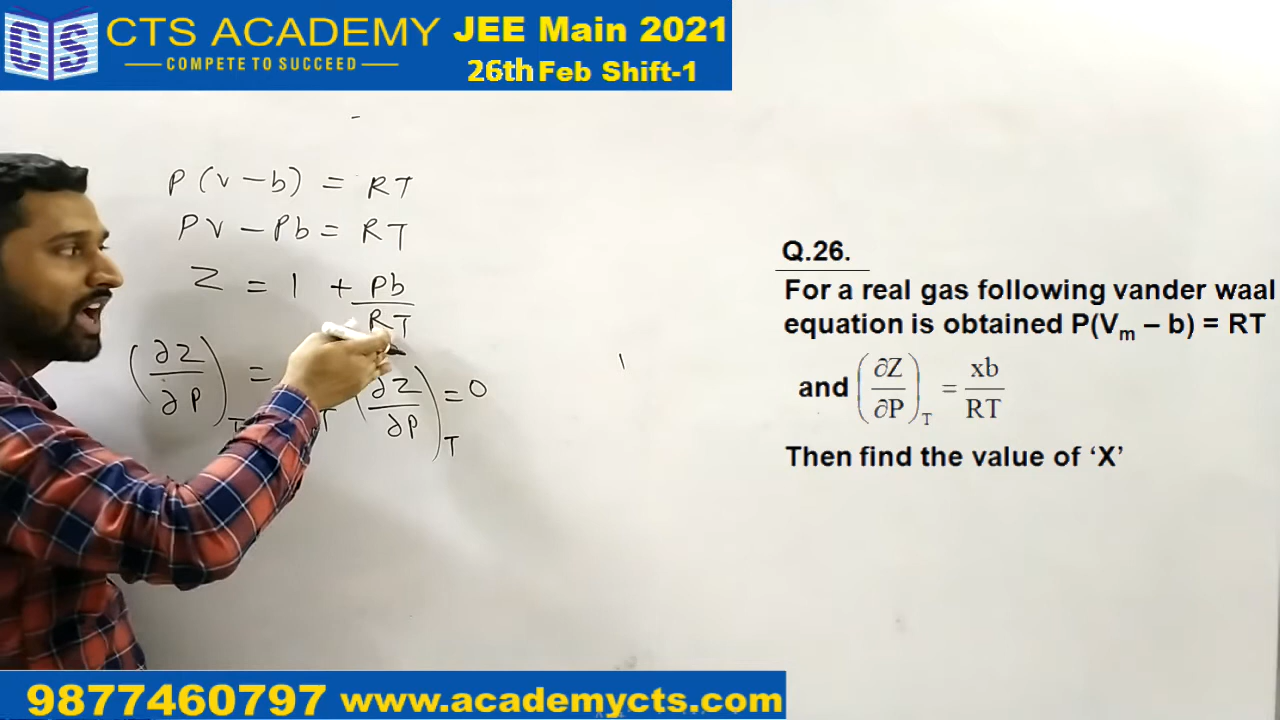 CTS
CTS ACADEMY
COMPETE TO SUCCEED
JEE Main 2021
26th Feb Shift-1
P(V-b) = RT
PV - Pb = RT
Z = 1 + Pb/RT
(∂Z/∂P)T =
(∂Z/∂P)T = 0
Q.26.
For a real gas following vander waal
equation is obtained P(Vm – b) = RT
and (∂Z/∂P)T = xb/RT
Then find the value of ‘X’
9877460797 www.academycts.com